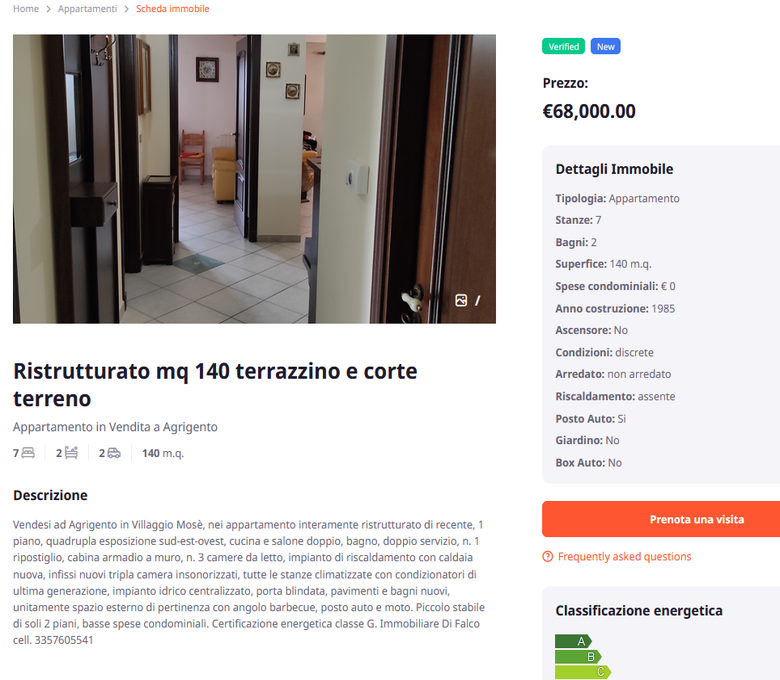 Home > Appartamenti > Scheda immobile
/
Ristrutturato mq 140 terrazzino e corte
terreno
Appartamento in Vendita a Agrigento
7 2 2 140 m.q.
Descrizione
Vendesi ad Agrigento in Villaggio Mosè, nei appartamento interamente ristrutturato di recente, 1
piano, quadrupla esposizione sud-est-ovest, cucina e salone doppio, bagno, doppio servizio, n. 1
ripostiglio, cabina armadio a muro, n. 3 camere da letto, impianto di riscaldamento con caldaia
nuova, infissi nuovi tripla camera insonorizzati, tutte le stanze climatizzate con condizionatori di
ultima generazione, impianto idrico centralizzato, porta blindata, pavimenti e bagni nuovi,
unitamente spazio esterno di pertinenza con angolo barbecue, posto auto e moto. Piccolo stabile
di soli 2 piani, basse spese condominiali. Certificazione energetica classe G. Immobiliare Di Falco
cell. 3357605541
Verified New
Prezzo:
€68,000.00
Dettagli Immobile
Tipologia: Appartamento
Stanze: 7
Bagni: 2
Superfice: 140 m.q.
Spese condominiali: € 0
Anno costruzione: 1985
Ascensore: No
Condizioni: discrete
Arredato: non arredato
Riscaldamento: assente
Posto Auto: Si
Giardino: No
Box Auto: No
Prenota una visita
Frequently asked questions
Classificazione energetica
A
B
C